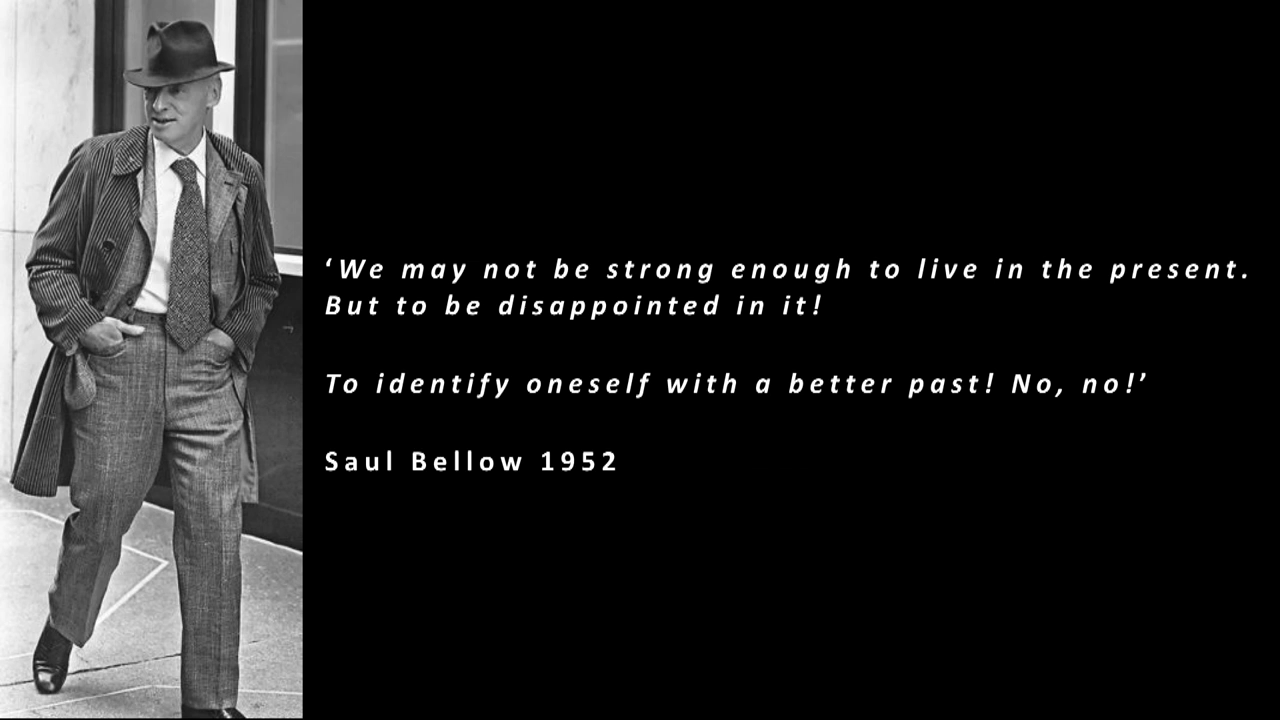 ‘We may not be strong enough to live in the present.
But to be disappointed in it!
To identify oneself with a better past! No, no!’
Saul Bellow 1952